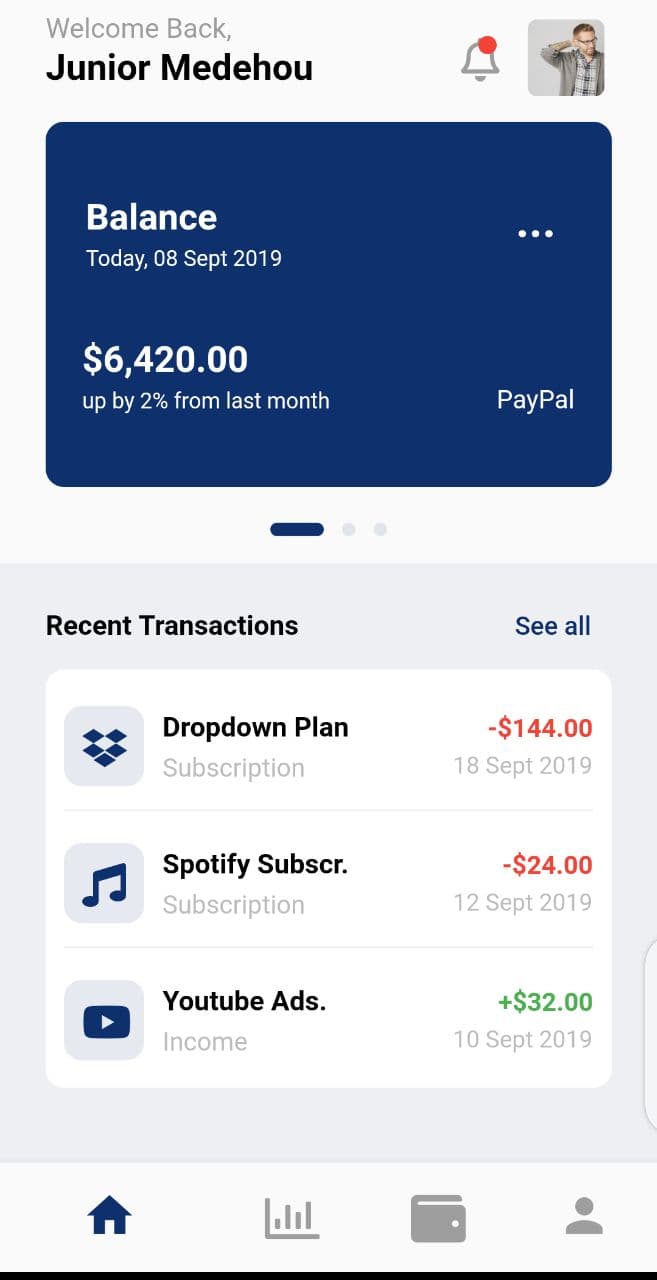 Welcome Back,
Junior Medehou
Balance
Today, 08 Sept 2019
$6,420.00
up by 2% from last month
PayPal
Recent Transactions
See all
Dropdown Plan
-$144.00
Subscription
18 Sept 2019
Spotify Subscr.
-$24.00
Subscription
12 Sept 2019
Youtube Ads.
+$32.00
Income
10 Sept 2019